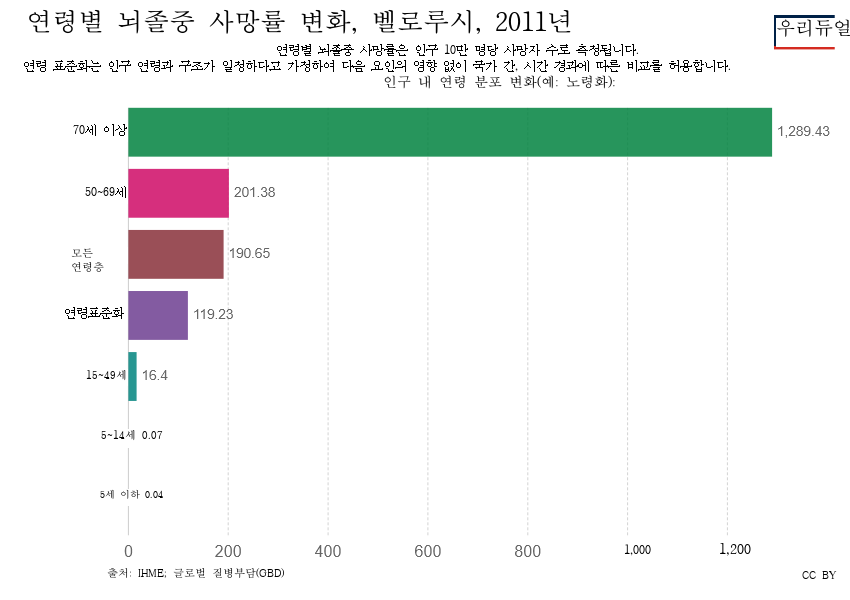 연령별 뇌졸중 사망률 변화, 벨로루시, 2011년
우리듀얼
연령별 뇌졸중 사망률은 인구 10만 명당 사망자 수로 측정됩니다.
연령 표준화는 인구 연령과 구조가 일정하다고 가정하여 다음 요인의 영향 없이 국가 간, 시간 경과에 따른 비교를 허용합니다.
인구 내 연령 분포 변화(예: 노령화):
70세 이상 1,289.43
50~69세 201.38
모든
연령층 190.65
연령표준화 119.23
15~49세 16.4
5~14세 0.07
5세 이하 0.04
0 200 400 600 800 1,000 1,200
출처: IHME; 글로벌 질병부담(GBD)
CC BY